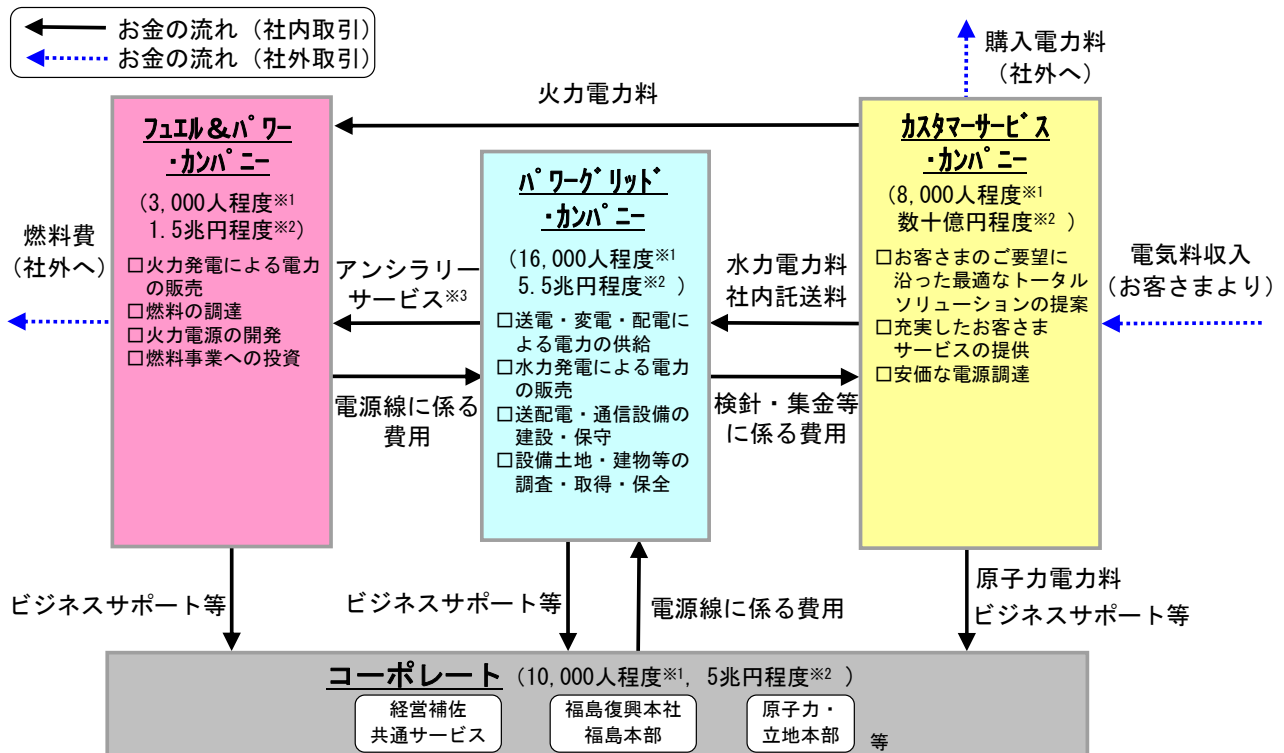 お金の流れ（社内取引）
お金の流れ（社外取引）
購入電力料
（社外へ）
火力電力料
フュエル＆パワー
・カンパニー
（3,000人程度※1
1.5兆円程度※2）
□火力発電による電力
の販売
□燃料の調達
□火力電源の開発
□燃料事業への投資
燃料費
（社外へ）
アンシラリー
サービス※3
電源線に係る
費用
パワーグリッド
・カンパニー
（16,000人程度※1
5.5兆円程度※2 ）
□送電・変電・配電に
よる電力の供給
□水力発電による電力
の販売
□送配電・通信設備の
建設・保守
□設備土地・建物等の
調査・取得・保全
水力電力料
社内託送料
検針・集金等
に係る費用
カスタマーサービス
・カンパニー
（8,000人程度※1
数十億円程度※2 ）
□お客さまのご要望に
沿った最適なトータル
ソリューションの提案
□充実したお客さま
サービスの提供
□安価な電源調達
電気料収入
（お客さまより）
ビジネスサポート等
ビジネスサポート等
電源線に係る費用
原子力電力料
ビジネスサポート等
コーポレート（10,000人程度※1, 5兆円程度※2 ）
経営補佐
共通サービス
福島復興本社
福島本部
原子力・
立地本部
等